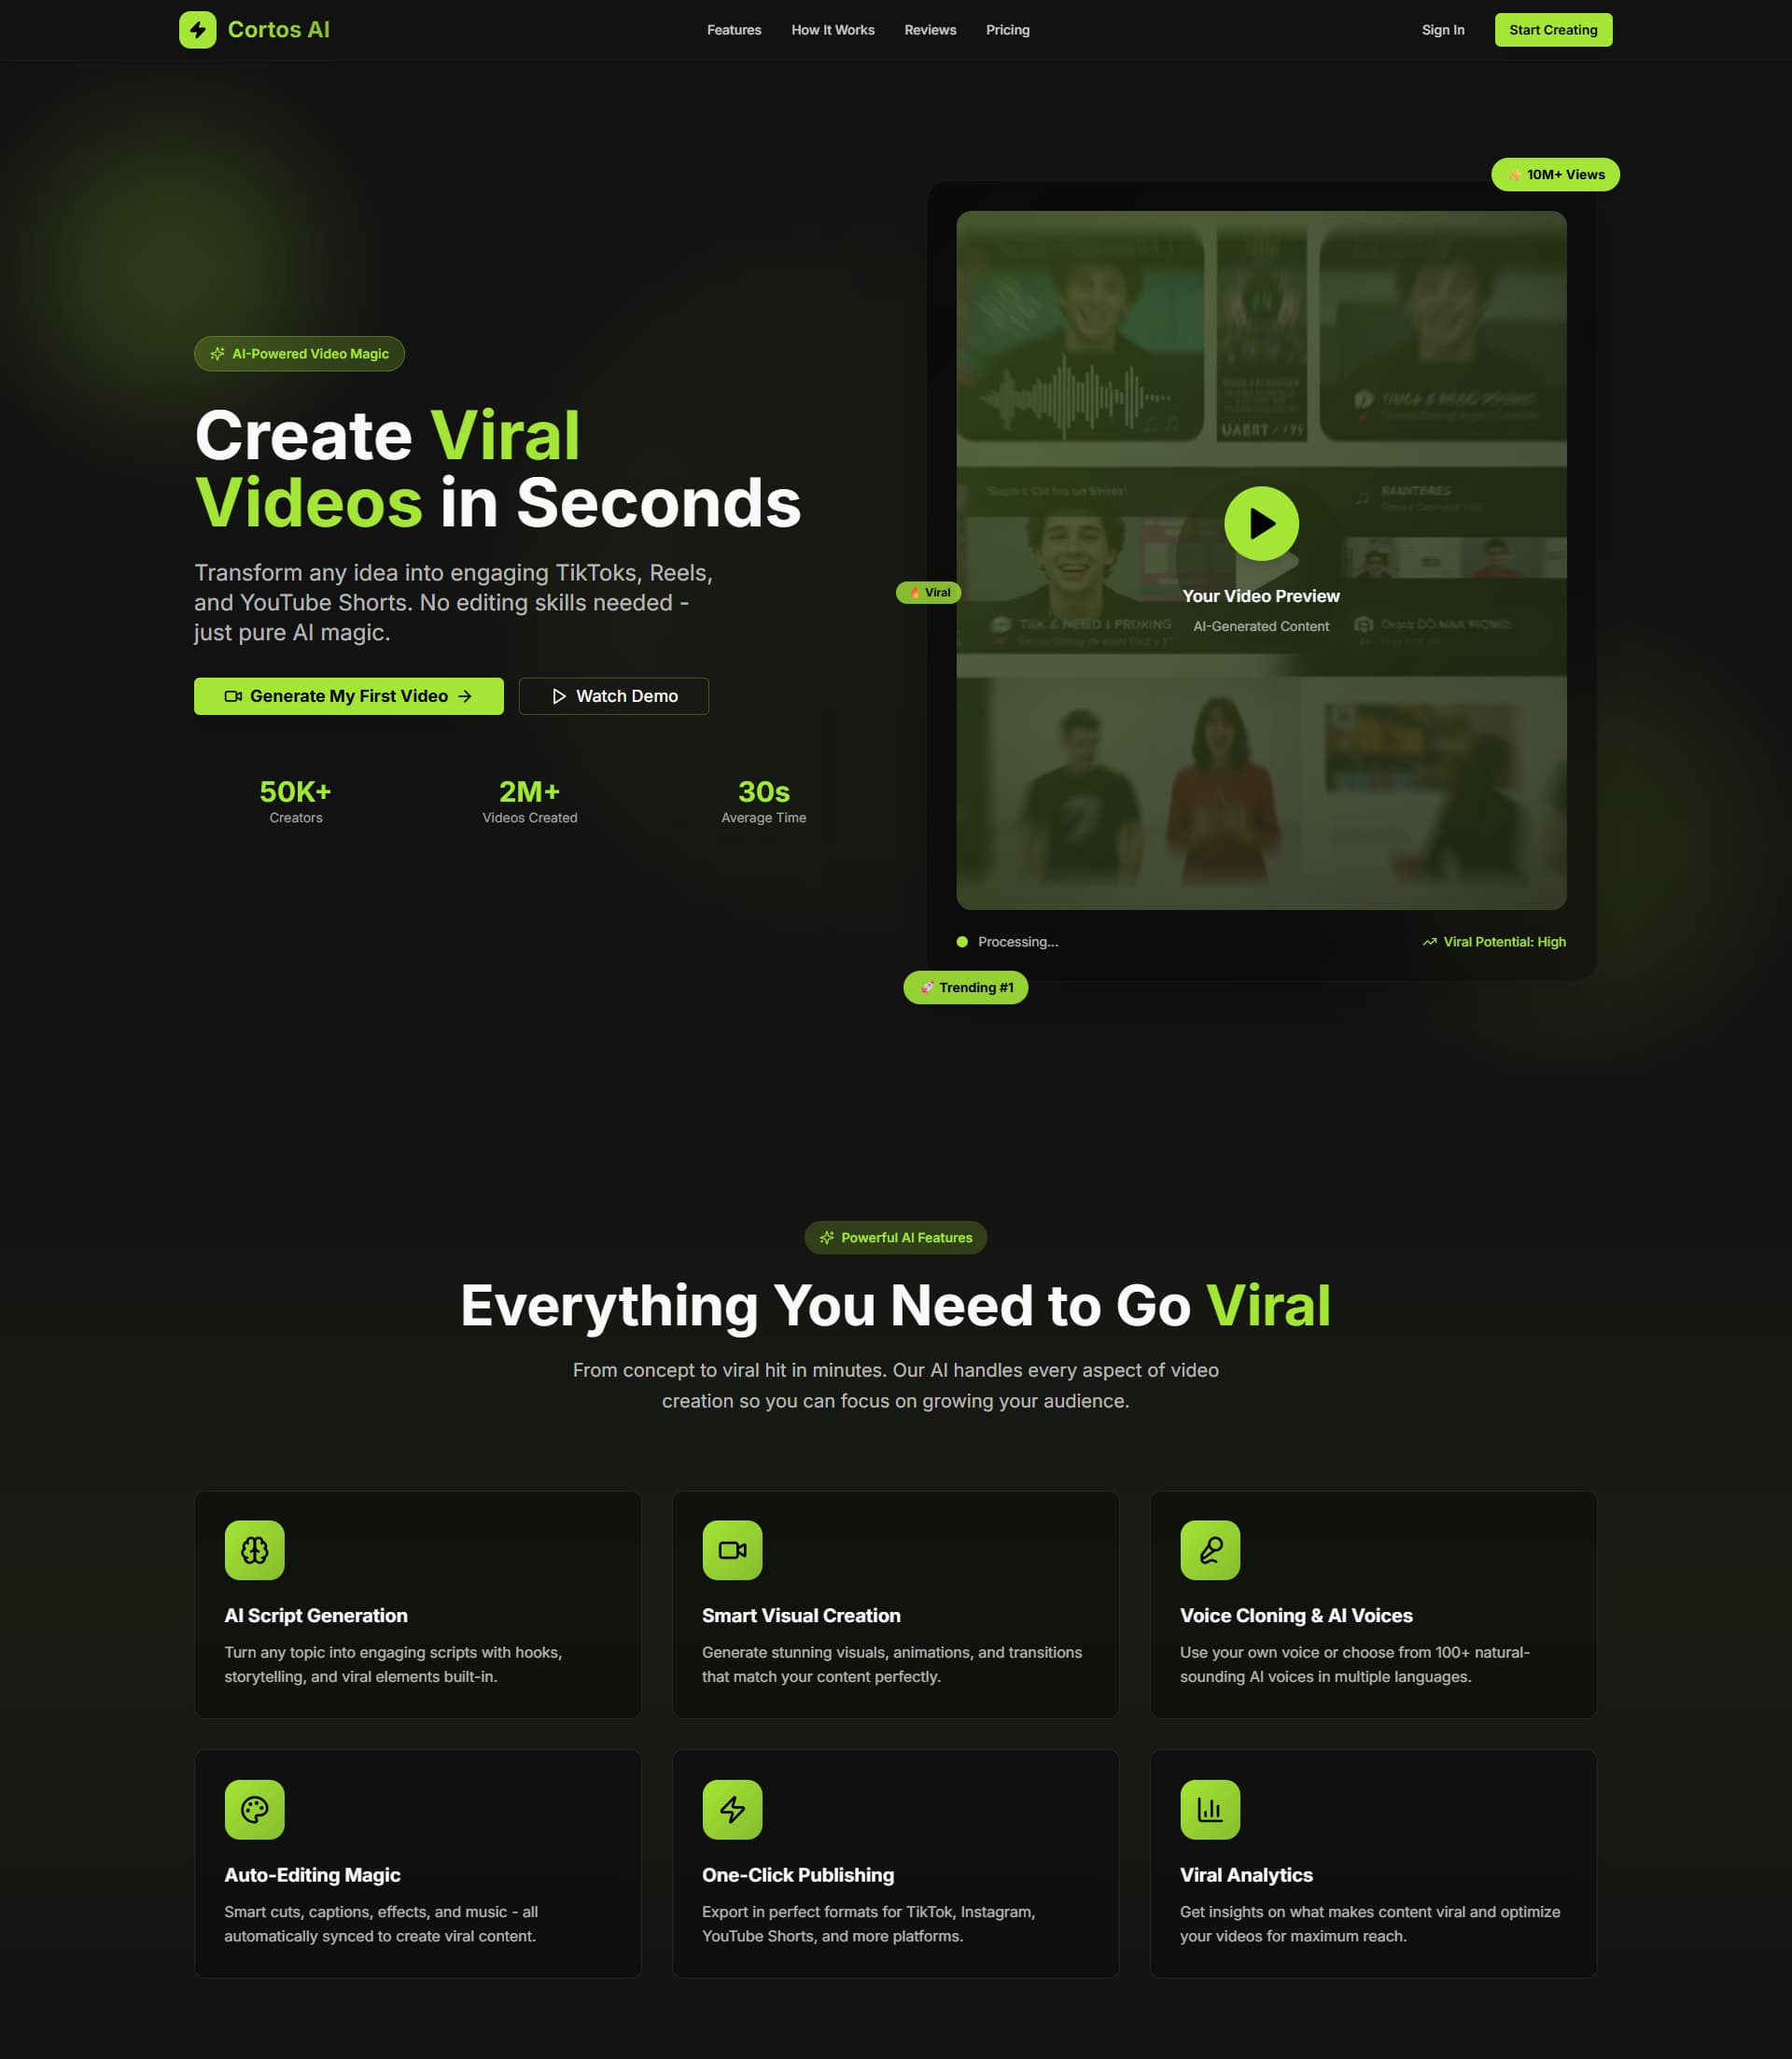 Cortos AI
Features
How It Works
Reviews
Pricing
Sign In
Start Creating
10M+ Views
AI-Powered Video Magic
Create Viral
Videos in Seconds
Transform any idea into engaging TikToks, Reels,
and YouTube Shorts. No editing skills needed -
just pure AI magic.
Generate My First Video
Watch Demo
50K+
Creators
2M+
Videos Created
30s
Average Time
Viral
Your Video Preview
AI-Generated Content
Processing...
Viral Potential: High
Trending #1
Powerful AI Features
Everything You Need to Go Viral
From concept to viral hit in minutes. Our AI handles every aspect of video
creation so you can focus on growing your audience.
AI Script Generation
Turn any topic into engaging scripts with hooks,
storytelling, and viral elements built-in.
Smart Visual Creation
Generate stunning visuals, animations, and transitions
that match your content perfectly.
Voice Cloning & AI Voices
Use your own voice or choose from 100+ natural-
sounding AI voices in multiple languages.
Auto-Editing Magic
Smart cuts, captions, effects, and music - all
automatically synced to create viral content.
One-Click Publishing
Export in perfect formats for TikTok, Instagram,
YouTube Shorts, and more platforms.
Viral Analytics
Get insights on what makes content viral and optimize
your videos for maximum reach.